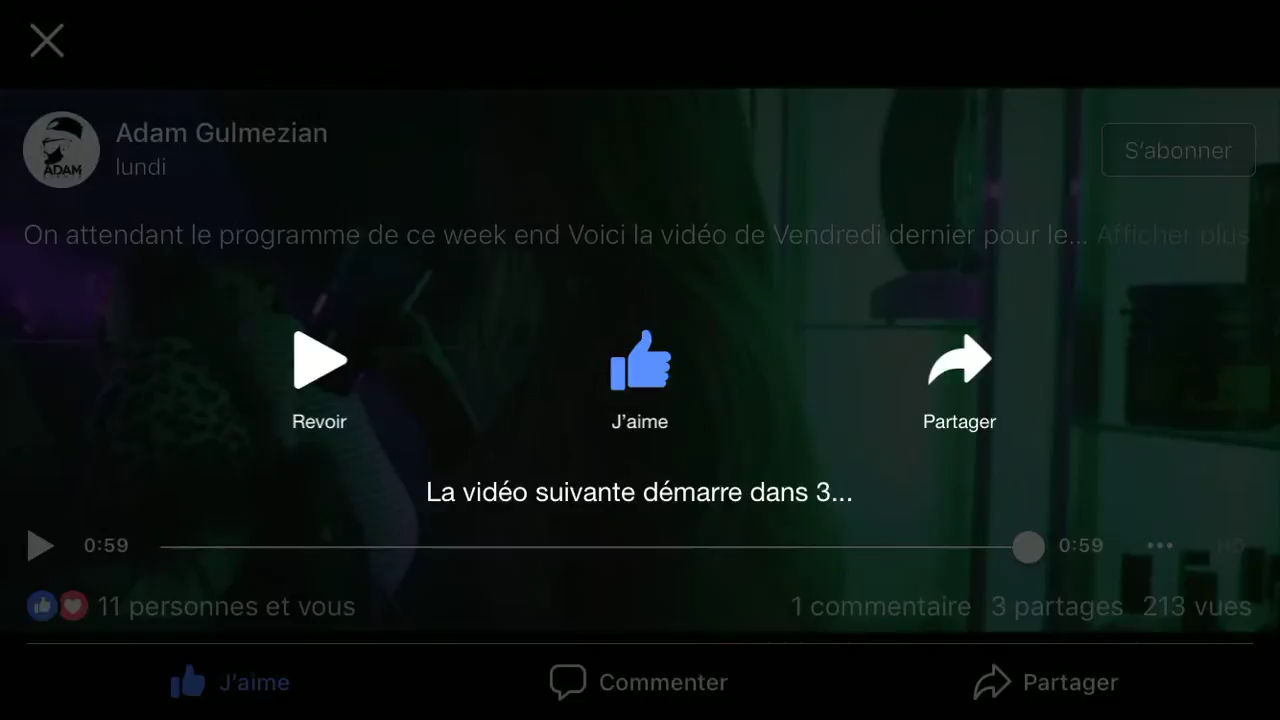 Adam Gulmezian
lundi
ADAM
S'abonner
On attendant le programme de ce week end Voici la vidéo de Vendredi dernier pour le... Afficher plus
Revoir
J'aime
Partager
La vidéo suivante démarre dans 3...
0:59
0:59
HD
11 personnes et vous
1 commentaire 3 partages 213 vues
J'aime
Commenter
Partager